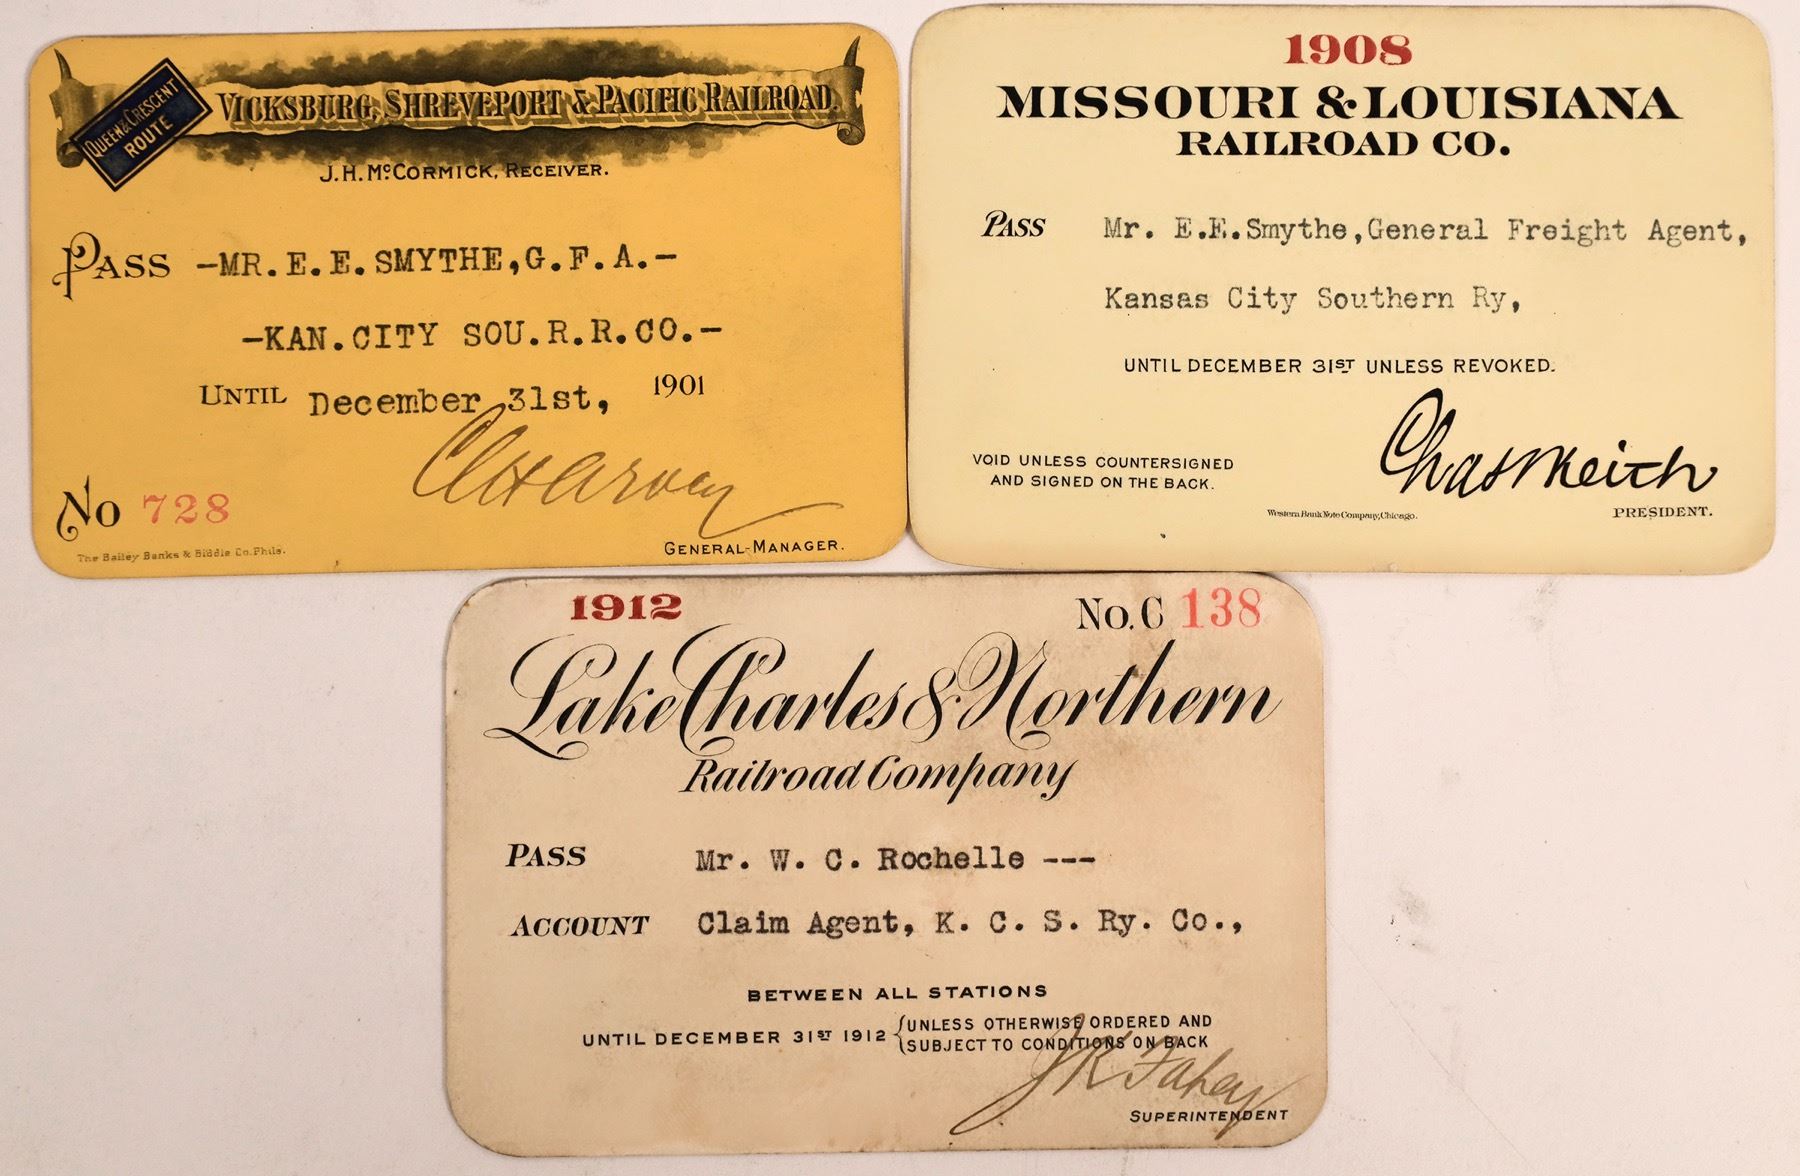 QUEEN & CRESCENT
ROUTE
VICKSBURG, SHREVEPORT & PACIFIC RAILROAD.
J. H. McCORMICK, RECEIVER.
PASS -MR. E. E. SMYTHE, G. F. A.-
-KAN. CITY SOU. R. R. CO.-
UNTIL December 31st, 1901
No 728
The Bailey Banks & Biddle Co. Phila.
GENERAL-MANAGER.
1908
MISSOURI & LOUISIANA
RAILROAD CO.
PASS Mr. E.E.Smythe,General Freight Agent,
Kansas City Southern Ry,
UNTIL DECEMBER 31ST UNLESS REVOKED.
VOID UNLESS COUNTERSIGNED
AND SIGNED ON THE BACK.
Chas
Western Bank Note Company, Chicago.
PRESIDENT.
1912 No. C 138
Lake Charles & Northern
Railroad Company
PASS Mr. W. C. Rochelle ---
ACCOUNT Claim Agent, K. C. S. Ry. Co.,
BETWEEN ALL STATIONS
UNTIL DECEMBER 31ST 1912 { UNLESS OTHERWISE ORDERED AND
SUBJECT TO CONDITIONS ON BACK
J K Fahey
SUPERINTENDENT